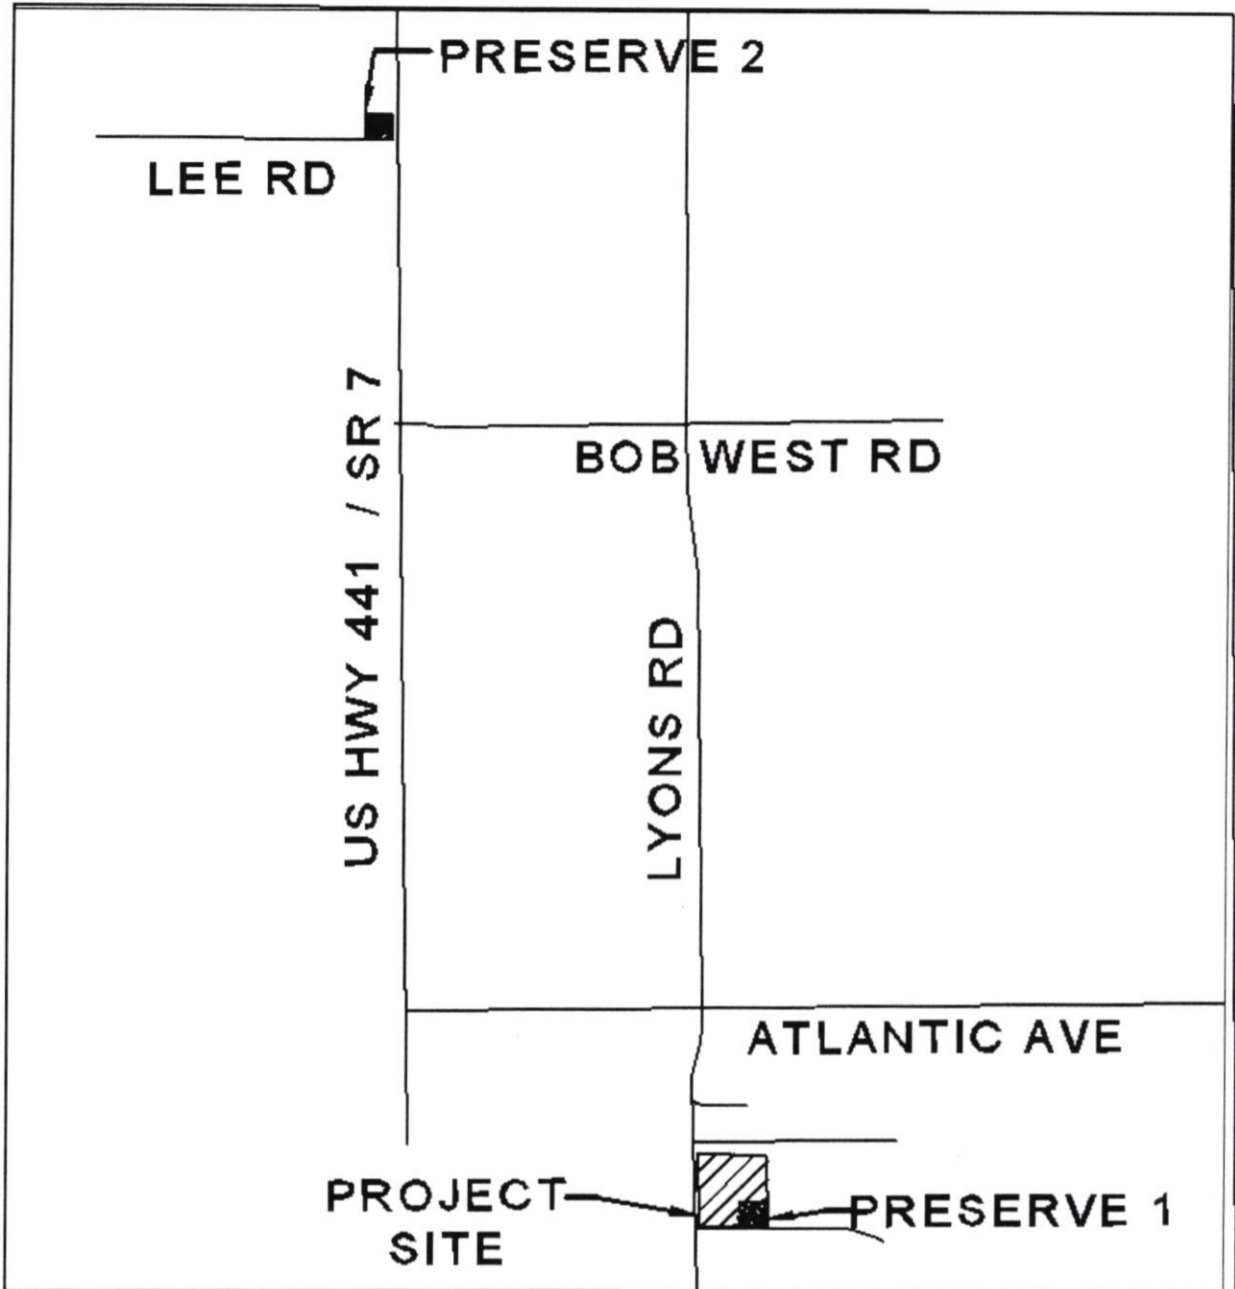 PRESERVE 2
LEE RD
US HWY 441 / SR 7
BOB WEST RD
LYONS RD
ATLANTIC AVE
PROJECT
SITE
PRESERVE 1